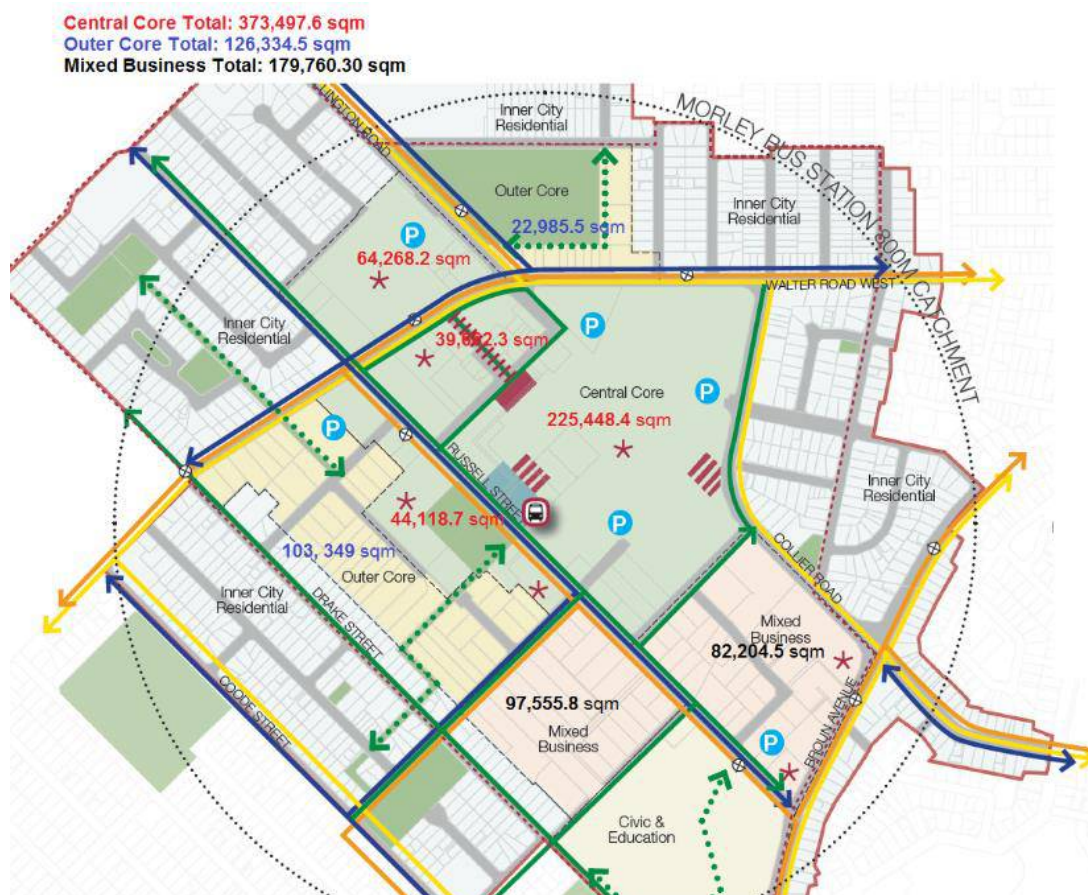 Central Core Total: 373,497.6 sqm
Outer Core Total: 126,334.5 sqm
Mixed Business Total: 179,760.30 sqm
LINGTON ROAD
Inner City
Residential
MORLEY BUS STATION 800M CATCHMENT
Outer Core
22,985.5 sqm
Inner City
Residential
P
64,268.2 sqm
WALTER ROAD WEST
Inner City
Residential
P
Central Core
225,448.4 sqm
P
P
RUSSELL STREET
Inner City
Residential
44,118.7 sqm
P
103, 349 sqm
Outer Core
COLLIER ROAD
Inner City
Residential
DRAKE STREET
Mixed
Business
82,204.5 sqm
97,555.8 sqm
Mixed
Business
COODE STREET
BROUN AVENUE
P
Civic &
Education